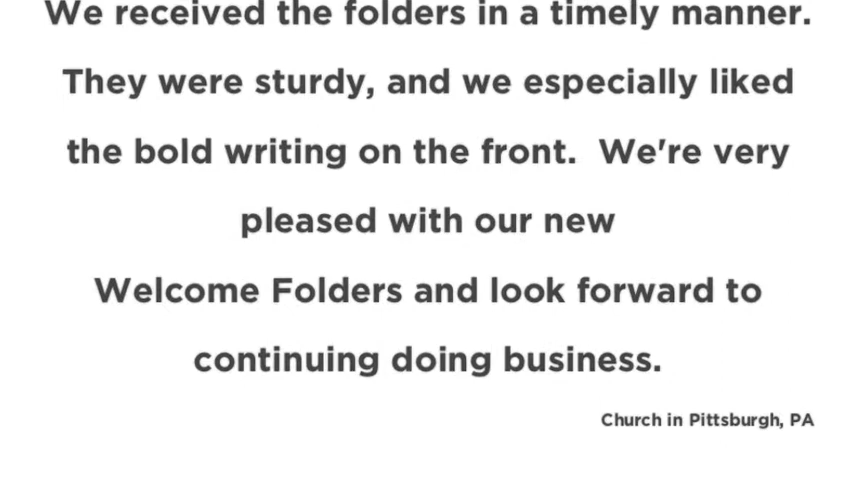 We received the folders in a timely manner.
They were sturdy, and we especially liked
the bold writing on the front.  We're very
pleased with our new
Welcome Folders and look forward to
continuing doing business.
Church in Pittsburgh, PA